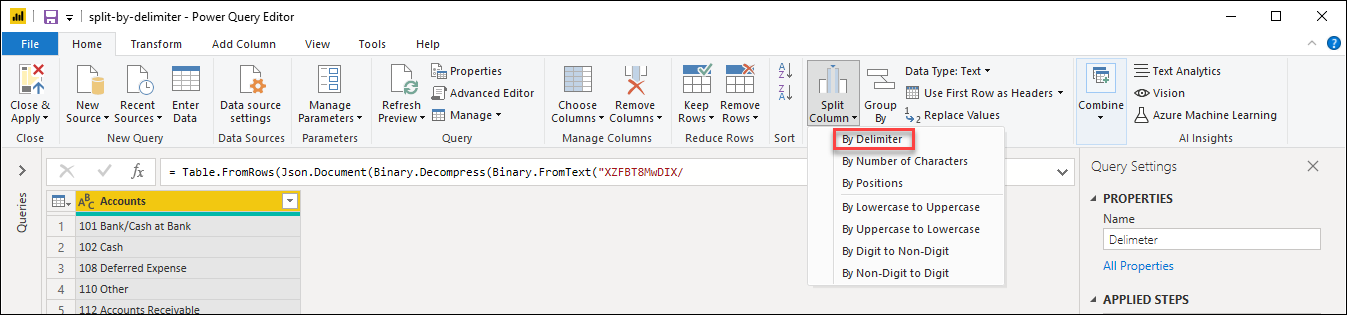 split-by-delimiter - Power Query Editor
File Home Transform Add Column View Tools Help
Close & Apply
Close
New Source
Recent Sources
Enter Data
New Query
Data source settings
Data Sources
Manage Parameters
Parameters
Refresh Preview
Properties
Advanced Editor
Manage
Query
Choose Columns
Remove Columns
Manage Columns
Keep Rows
Remove Rows
Reduce Rows
A
Z
Z
A
Sort
Split Column
Group By
Data Type: Text
Use First Row as Headers
1
2
Replace Values
Combine
Text Analytics
Vision
Azure Machine Learning
AI Insights
By Delimiter
By Number of Characters
By Positions
By Lowercase to Uppercase
By Uppercase to Lowercase
By Digit to Non-Digit
By Non-Digit to Digit
Queries
fx
= Table.FromRows(Json.Document(Binary.Decompress(Binary.FromText("XZFBT8MwDIX/
ABC Accounts
1 101 Bank/Cash at Bank
2 102 Cash
3 108 Deferred Expense
4 110 Other
5 112 Accounts Receivable
Query Settings
PROPERTIES
Name
Delimeter
All Properties
APPLIED STEPS